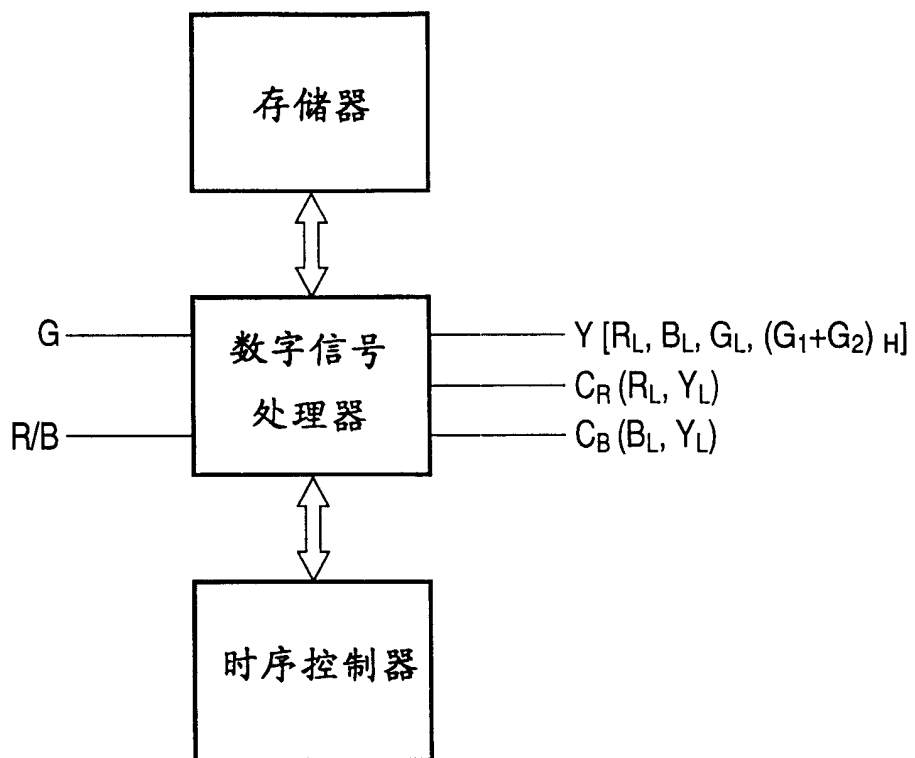 存储器
G
数字信号
处理器
Y [R_L, B_L, G_L, (G_1+G_2) _H]
C_R (R_L, Y_L)
R/B
C_B (B_L, Y_L)
时序控制器